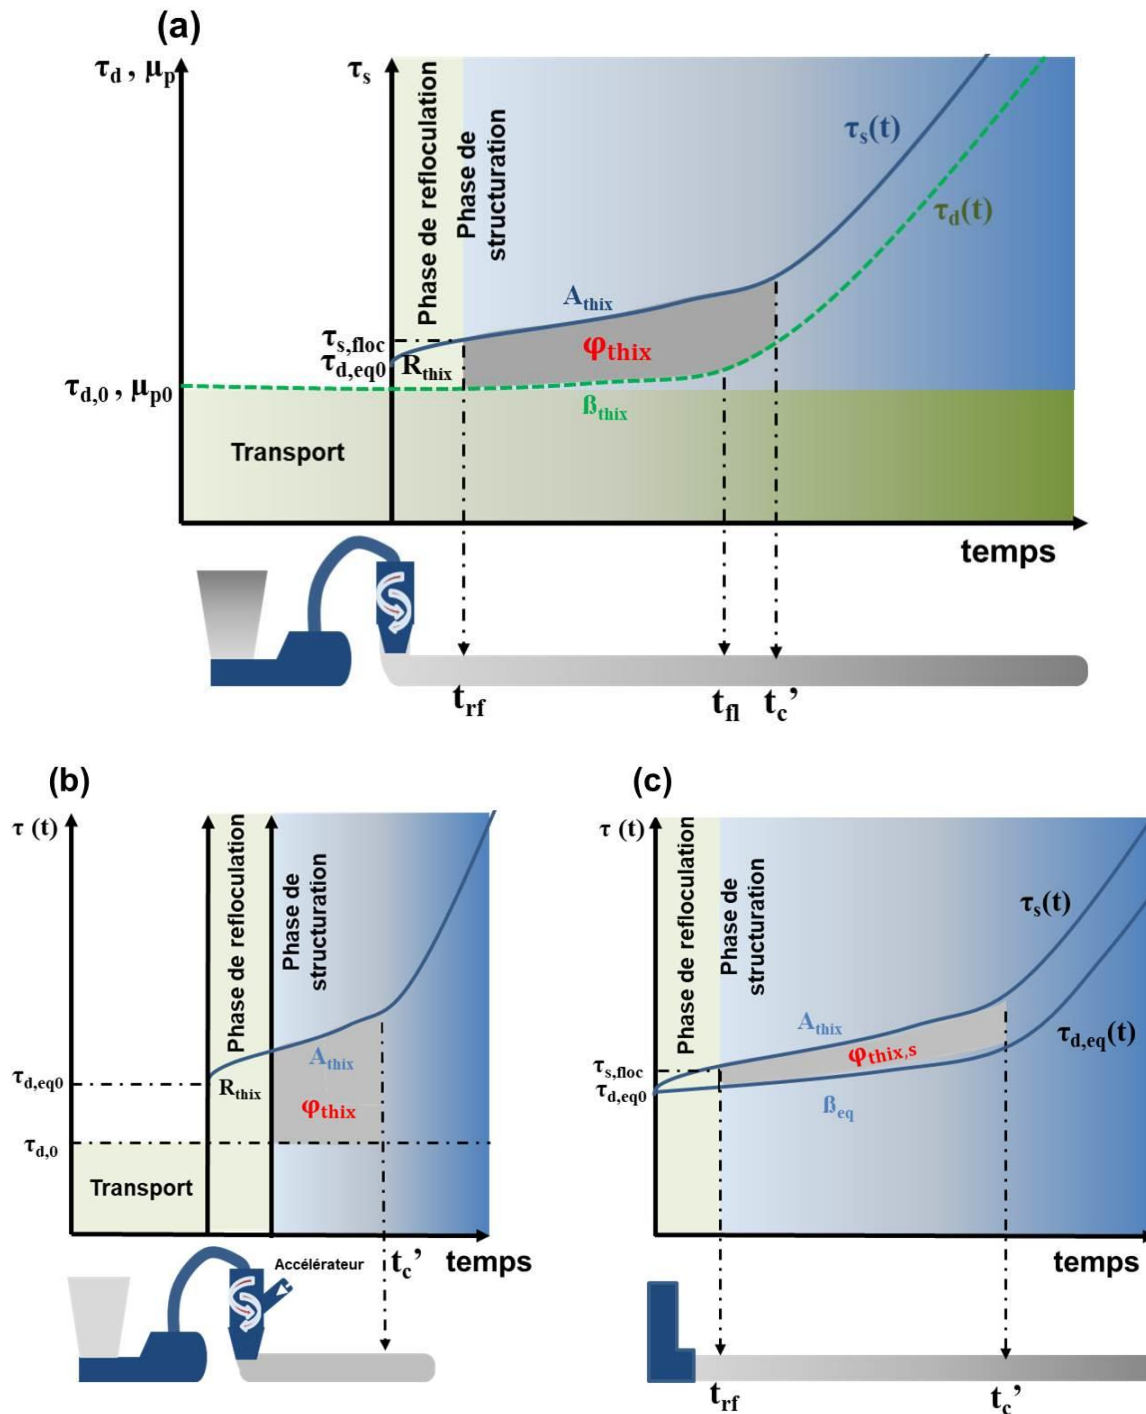 (a)
τd , μp
τs
Phase de refloculation
Phase de
structuration
τs(t)
τd(t)
Athix
τs,floc
τd,eq0
Rthix
φthix
τd,0 , μp0
ßthix
Transport
temps
trf
tfl
tc’
(b)
τ (t)
Phase de refloculation
Phase de
structuration
τd,eq0
Rthix
Athix
φthix
τd,0
Transport
Accélérateur
tc’
temps
(c)
τ (t)
Phase de refloculation
Phase de
structuration
τs(t)
Athix
τd,eq(t)
τs,floc
φthix,s
τd,eq0
ßeq
temps
trf
tc’